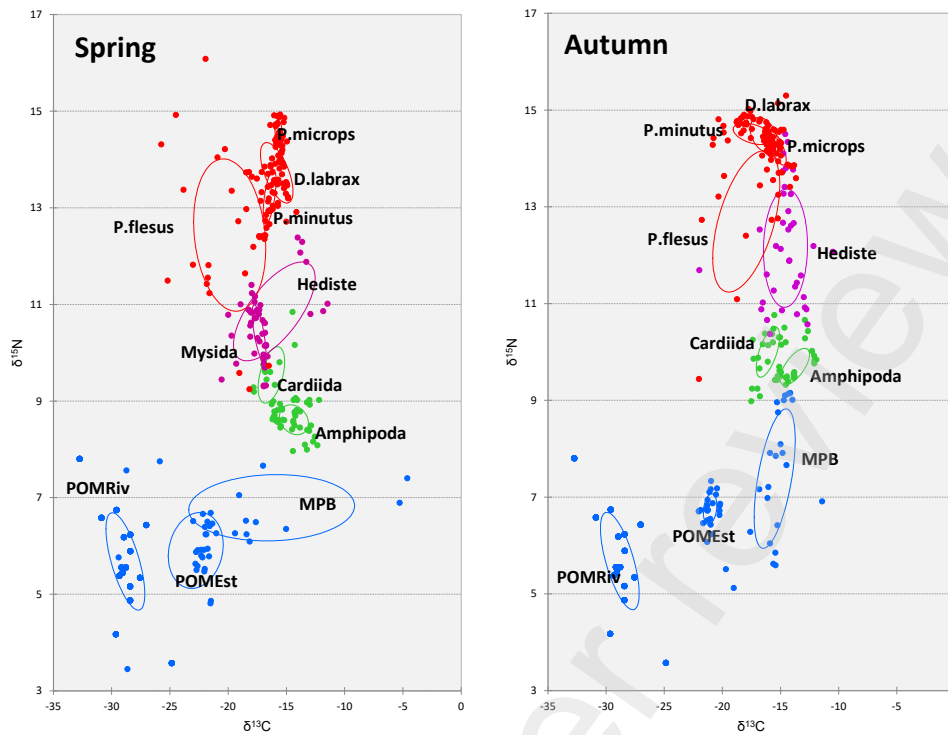 Spring
17
15
13
11
9
7
5
3
-35
-30
-25
-20
-15
-10
-5
0
δ15N
δ13C
P.microps
D.labrax
P.minutus
P.flesus
Hediste
Mysida
Cardiida
Amphipoda
POMRiv
MPB
POMEst
Autumn
17
15
13
11
9
7
5
3
-35
-30
-25
-20
-15
-10
-5
δ15N
δ13C
D.labrax
P.minutus
P.microps
P.flesus
Hediste
Cardiida
Amphipoda
MPB
POMEst
POMRiv
er review